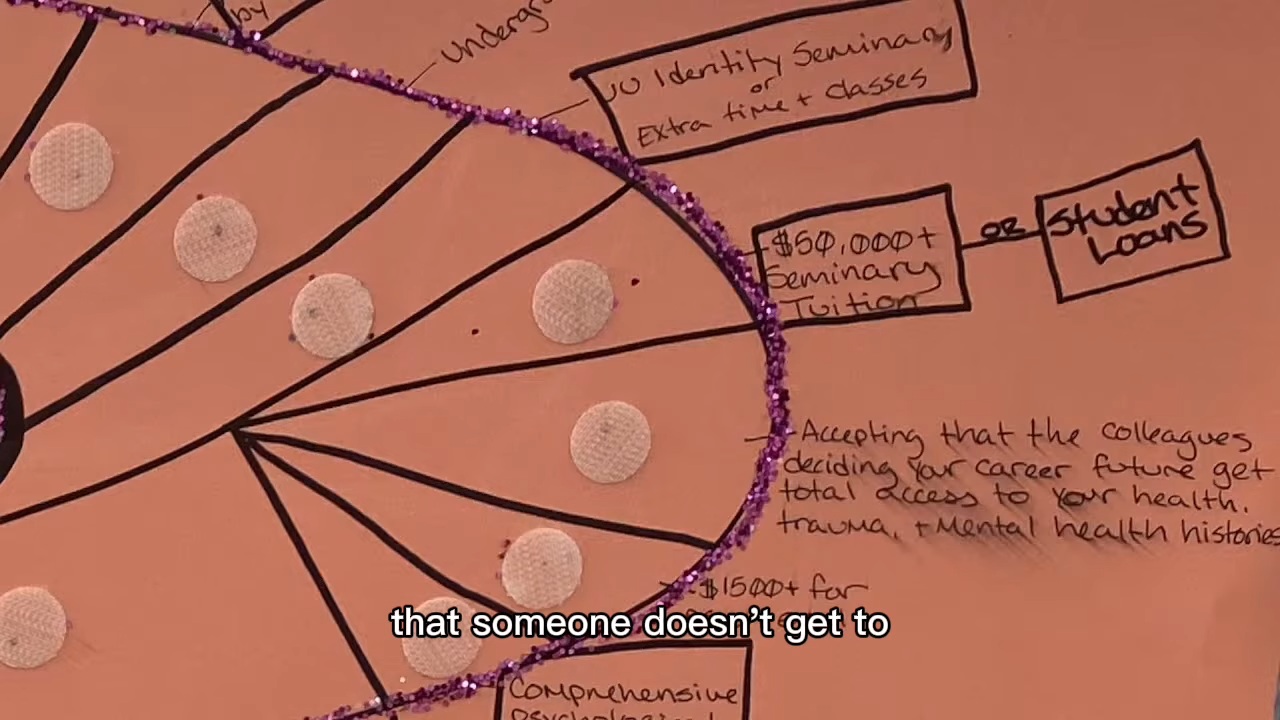 by
undergr
UU Identity Seminary
or
Extra time + classes
$50,000+
Seminary
Tuition
OR
Student
Loans
Accepting that the colleagues
deciding your career future get
total access to your health,
trauma, + Mental health histories
$1500+ for
that someone doesn't get to
Comprehensive